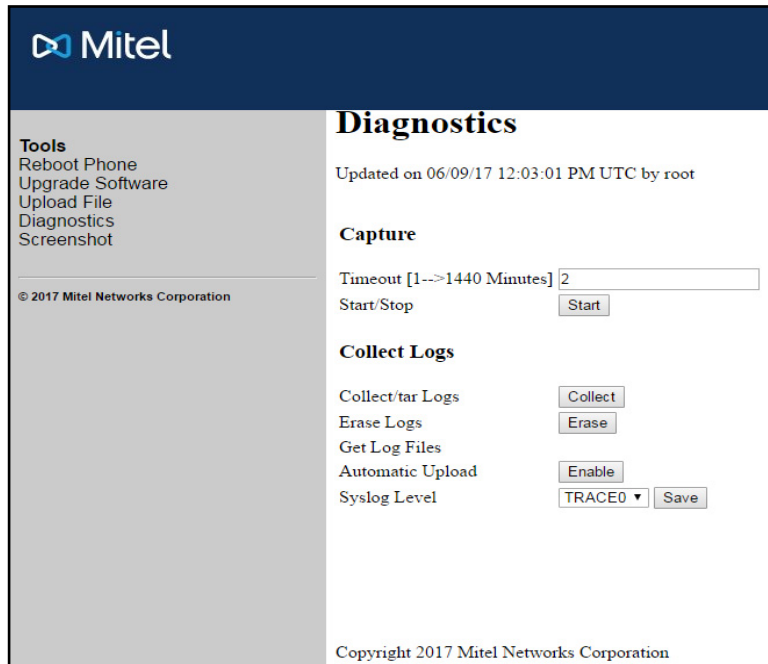 Mitel
Tools
Reboot Phone
Upgrade Software
Upload File
Diagnostics
Screenshot
© 2017 Mitel Networks Corporation
Diagnostics
Updated on 06/09/17 12:03:01 PM UTC by root
Capture
Timeout [1-->1440 Minutes] 2
Start/Stop Start
Collect Logs
Collect/tar Logs Collect
Erase Logs Erase
Get Log Files
Automatic Upload Enable
Syslog Level TRACE0 Save
Copyright 2017 Mitel Networks Corporation